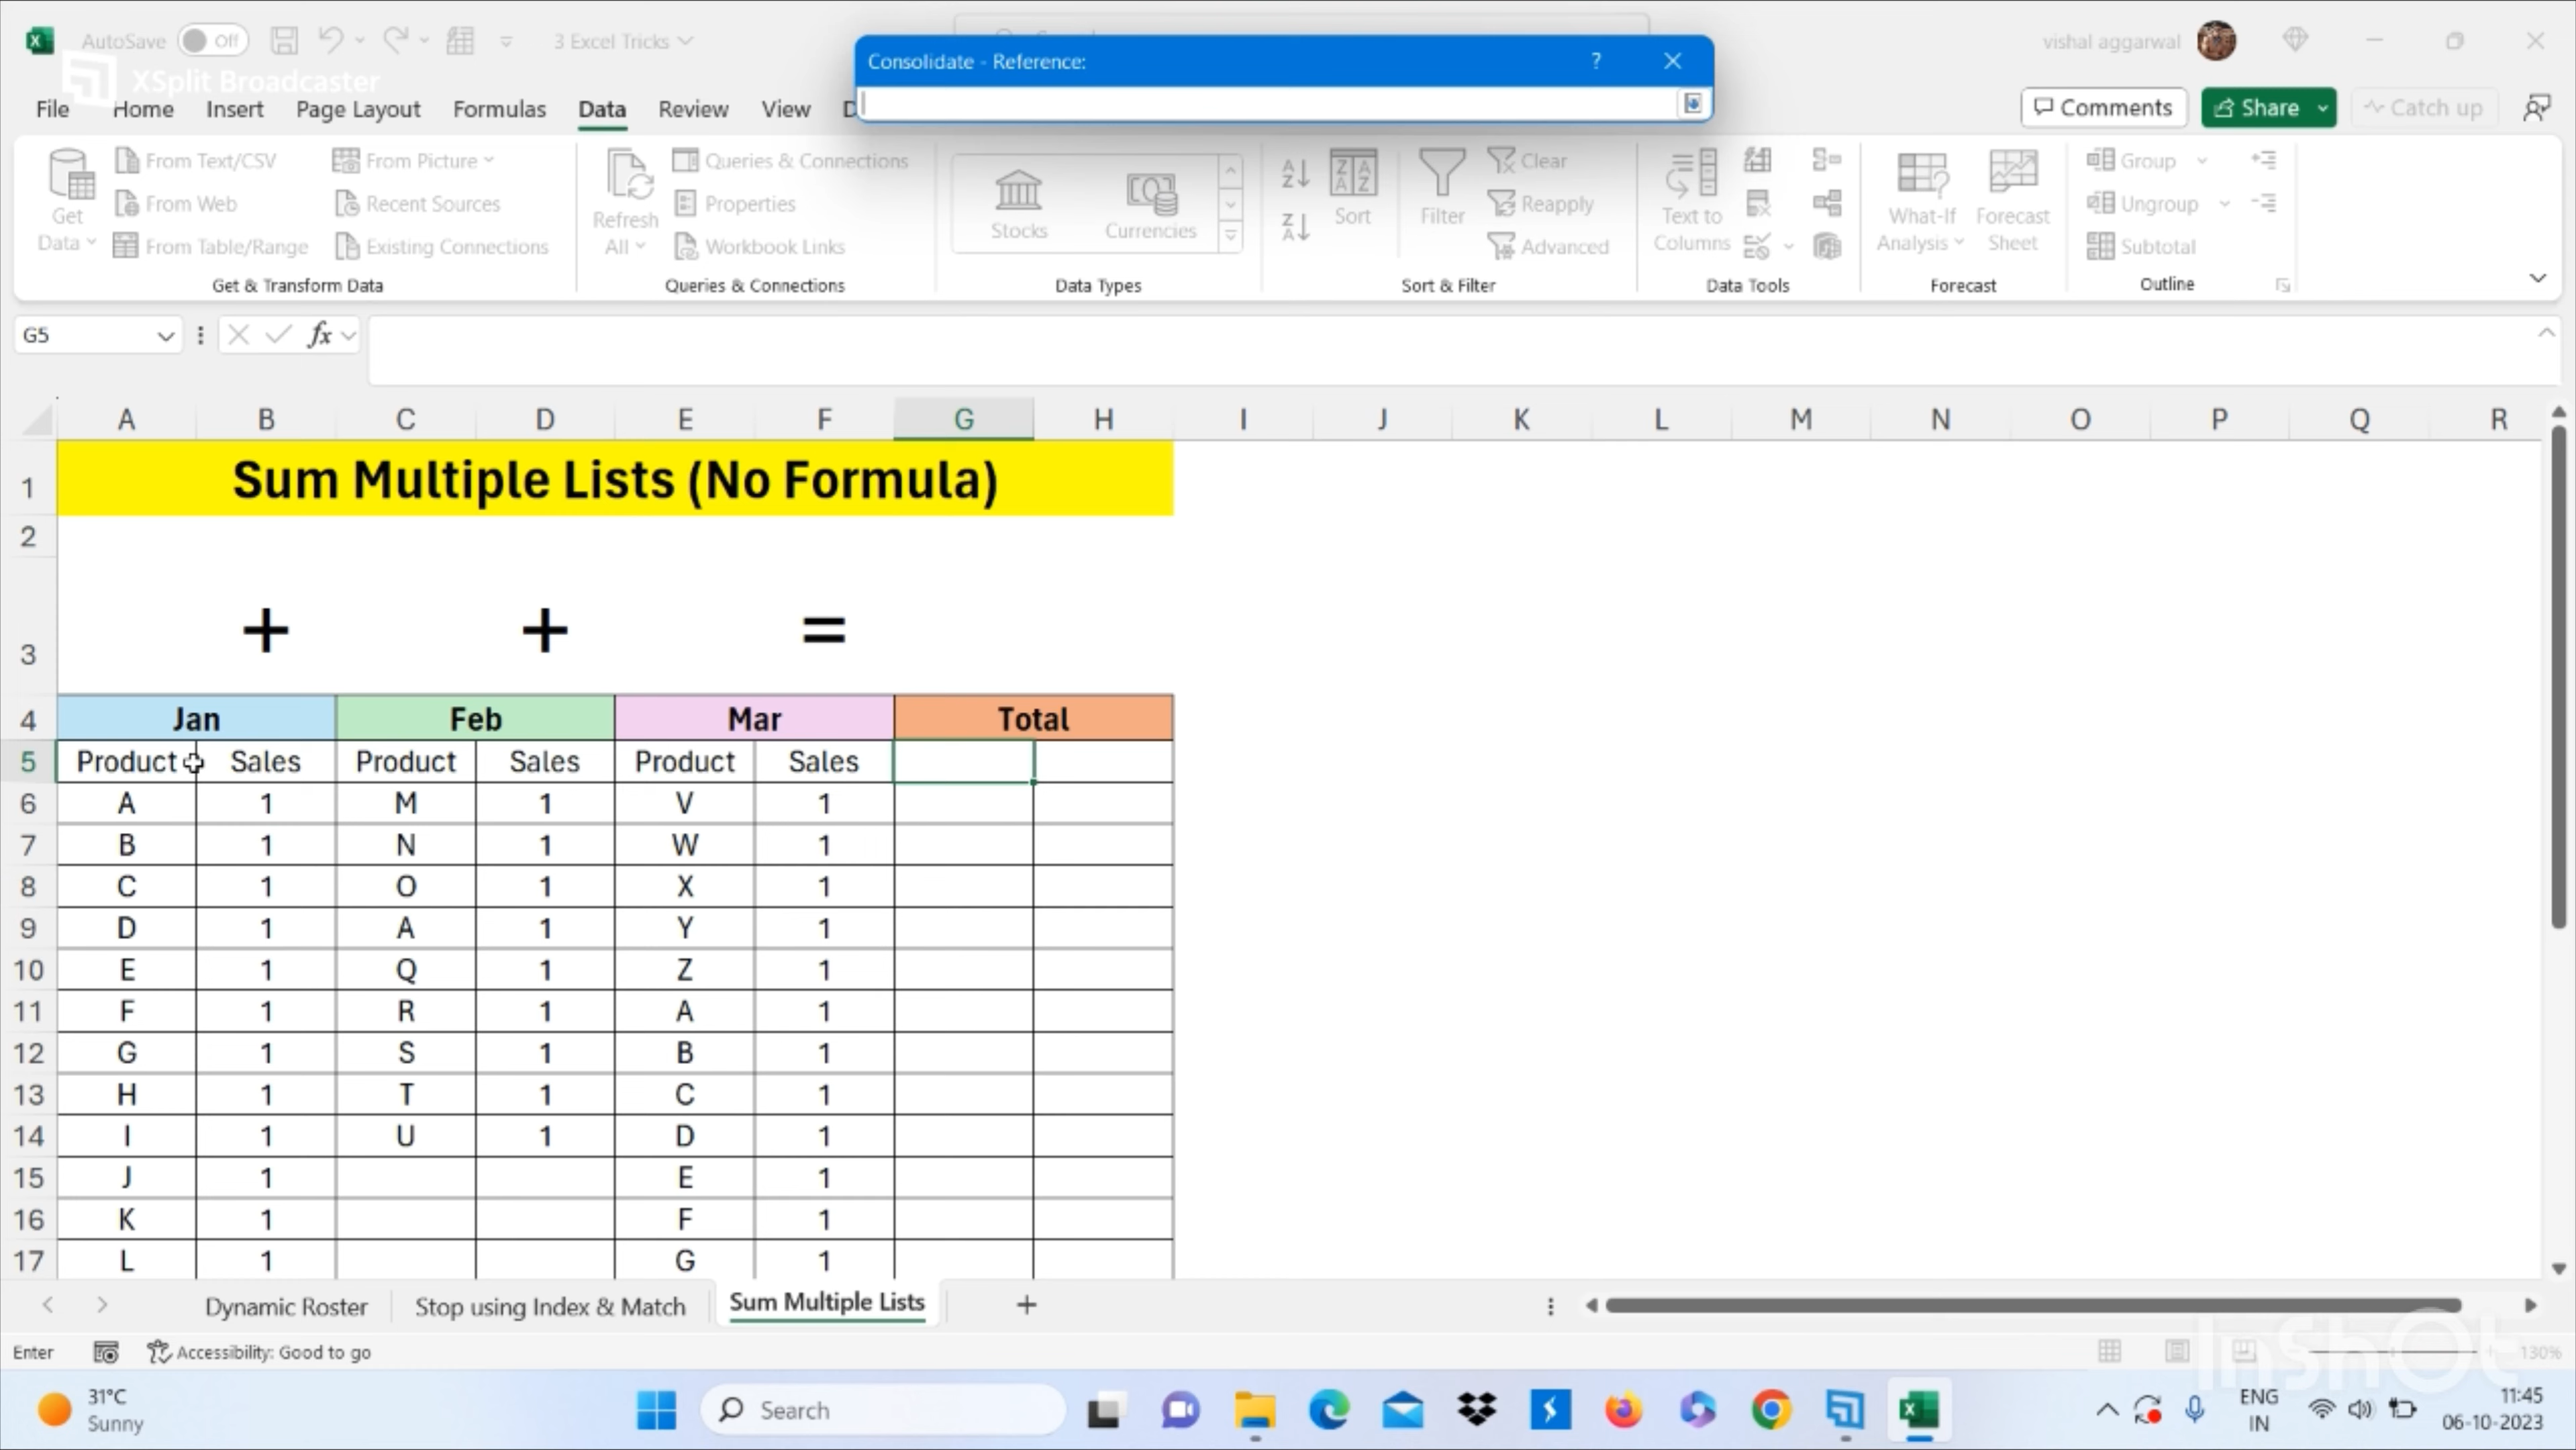 AutoSave Off 3 Excel Tricks vishal aggarwal
XSplit Broadcaster
Consolidate - Reference: ?
File Home Insert Page Layout Formulas Data Review View D Comments Share Catch up
Get Data
From Text/CSV
From Web
From Table/Range
From Picture
Recent Sources
Existing Connections
Get & Transform Data
Refresh All
Queries & Connections
Properties
Workbook Links
Queries & Connections
Stocks Currencies
Data Types
Sort
Filter
Clear
Reapply
Advanced
Sort & Filter
Text to Columns
Data Tools
What-If Analysis
Forecast Sheet
Forecast
Group
Ungroup
Subtotal
Outline
G5 fx
A B C D E F G H I J K L M N O P Q R
1 Sum Multiple Lists (No Formula)
2
3 + + =
4 Jan Feb Mar Total
5 Product Sales Product Sales Product Sales
6 A 1 M 1 V 1
7 B 1 N 1 W 1
8 C 1 O 1 X 1
9 D 1 A 1 Y 1
10 E 1 Q 1 Z 1
11 F 1 R 1 A 1
12 G 1 S 1 B 1
13 H 1 T 1 C 1
14 I 1 U 1 D 1
15 J 1 E 1
16 K 1 F 1
17 L 1 G 1
Dynamic Roster Stop using Index & Match Sum Multiple Lists +
Enter Accessibility: Good to go 130%
InShOt
31°C
Sunny
Search
ENG
IN
11:45
06-10-2023